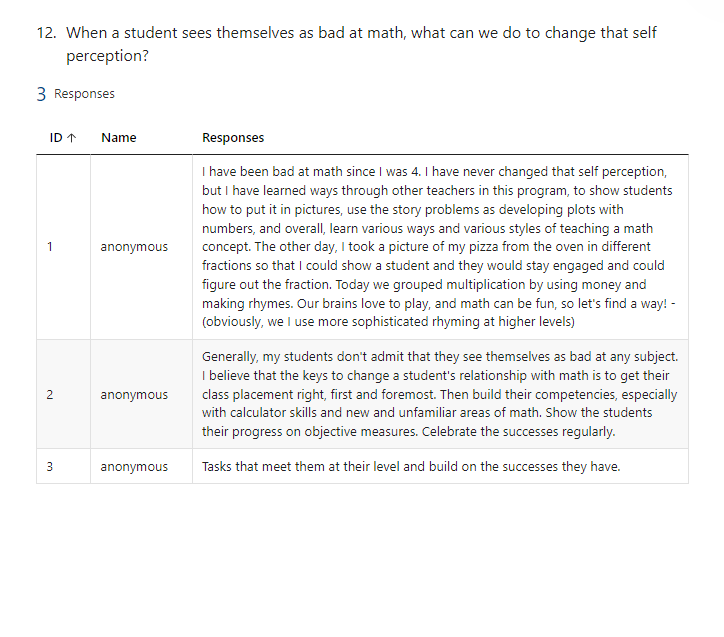 12. When a student sees themselves as bad at math, what can we do to change that self
perception?
3 Responses
ID ↑ Name Responses
I have been bad at math since I was 4. I have never changed that self perception,
but I have learned ways through other teachers in this program, to show students
how to put it in pictures, use the story problems as developing plots with
numbers, and overall, learn various ways and various styles of teaching a math
1 anonymous concept. The other day, I took a picture of my pizza from the oven in different
fractions so that I could show a student and they would stay engaged and could
figure out the fraction. Today we grouped multiplication by using money and
making rhymes. Our brains love to play, and math can be fun, so let's find a way! -
(obviously, we I use more sophisticated rhyming at higher levels)
Generally, my students don't admit that they see themselves as bad at any subject.
I believe that the keys to change a student's relationship with math is to get their
2 anonymous class placement right, first and foremost. Then build their competencies, especially
with calculator skills and new and unfamiliar areas of math. Show the students
their progress on objective measures. Celebrate the successes regularly.
3 anonymous Tasks that meet them at their level and build on the successes they have.